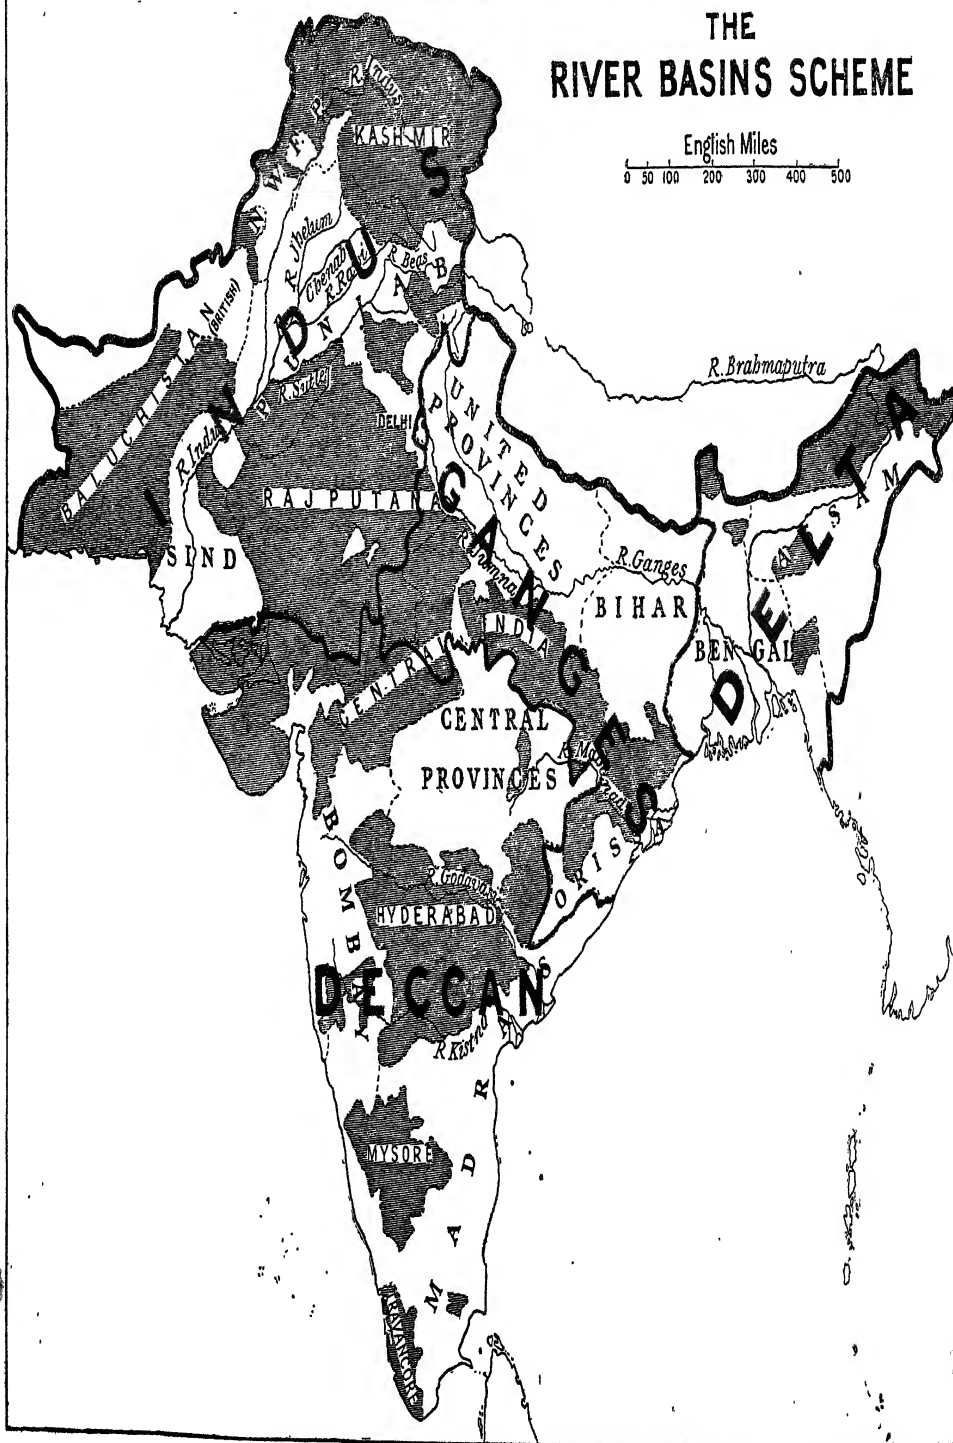 THE
RIVER BASINS SCHEME
English Miles
0 50 100 200 300 400 500
R. Indus
N. W. F. P.
KASHMIR
INDUS
R. Jhelum
Chenab
R. Ravi
R. Beas
PUNJAB
R. Sutlej
BALUCHISTAN
(BRITISH)
R. Indus
DELHI
R. Brahmaputra
UNITED
PROVINCES
RAJPUTANA
SIND
GANGES
R. Jumna
R. Ganges
BIHAR
ASSAM
DELTA
BENGAL
CENTRAL INDIA
CENTRAL
PROVINCES
ORISSA
BOMBAY
R. Godavari
HYDERABAD
DECCAN
R. Kistna
MADRAS
MYSORE
TRAVANCORE